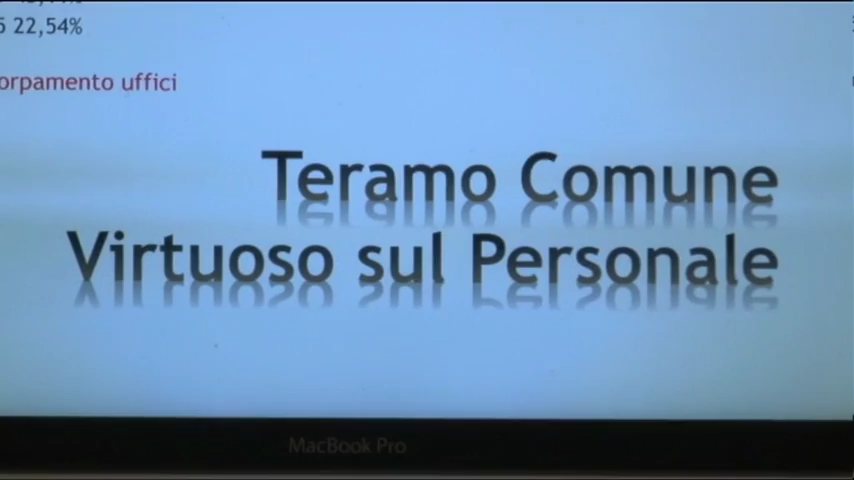 22,54%
orpamento uffici
Teramo Comune
Virtuoso sul Personale
MacBook Pro